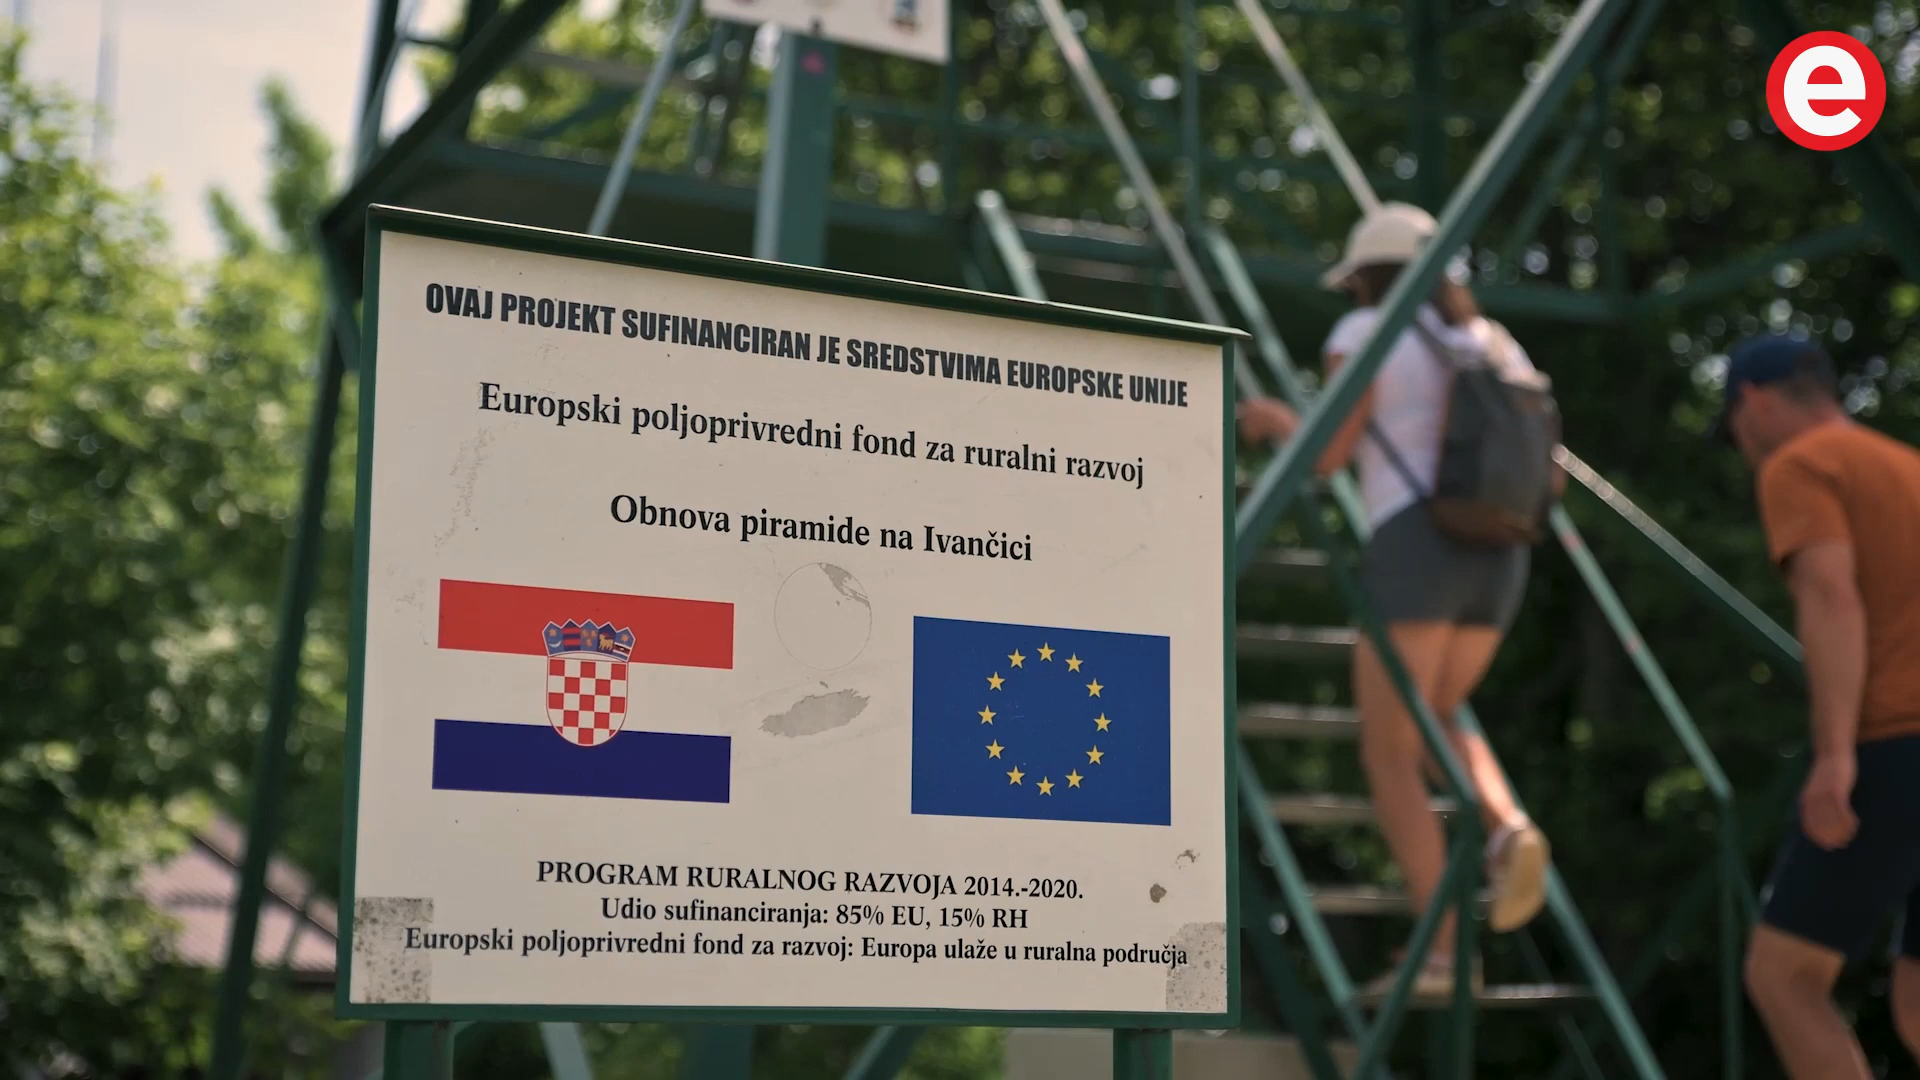 e
OVAJ PROJEKT SUFINANCIRAN JE SREDSTVIMA EUROPSKE UNIJE
Europski poljoprivredni fond za ruralni razvoj
Obnova piramide na Ivančici
PROGRAM RURALNOG RAZVOJA 2014.-2020.
Udio sufinanciranja: 85% EU, 15% RH
Europski poljoprivredni fond za razvoj: Europa ulaže u ruralna područja